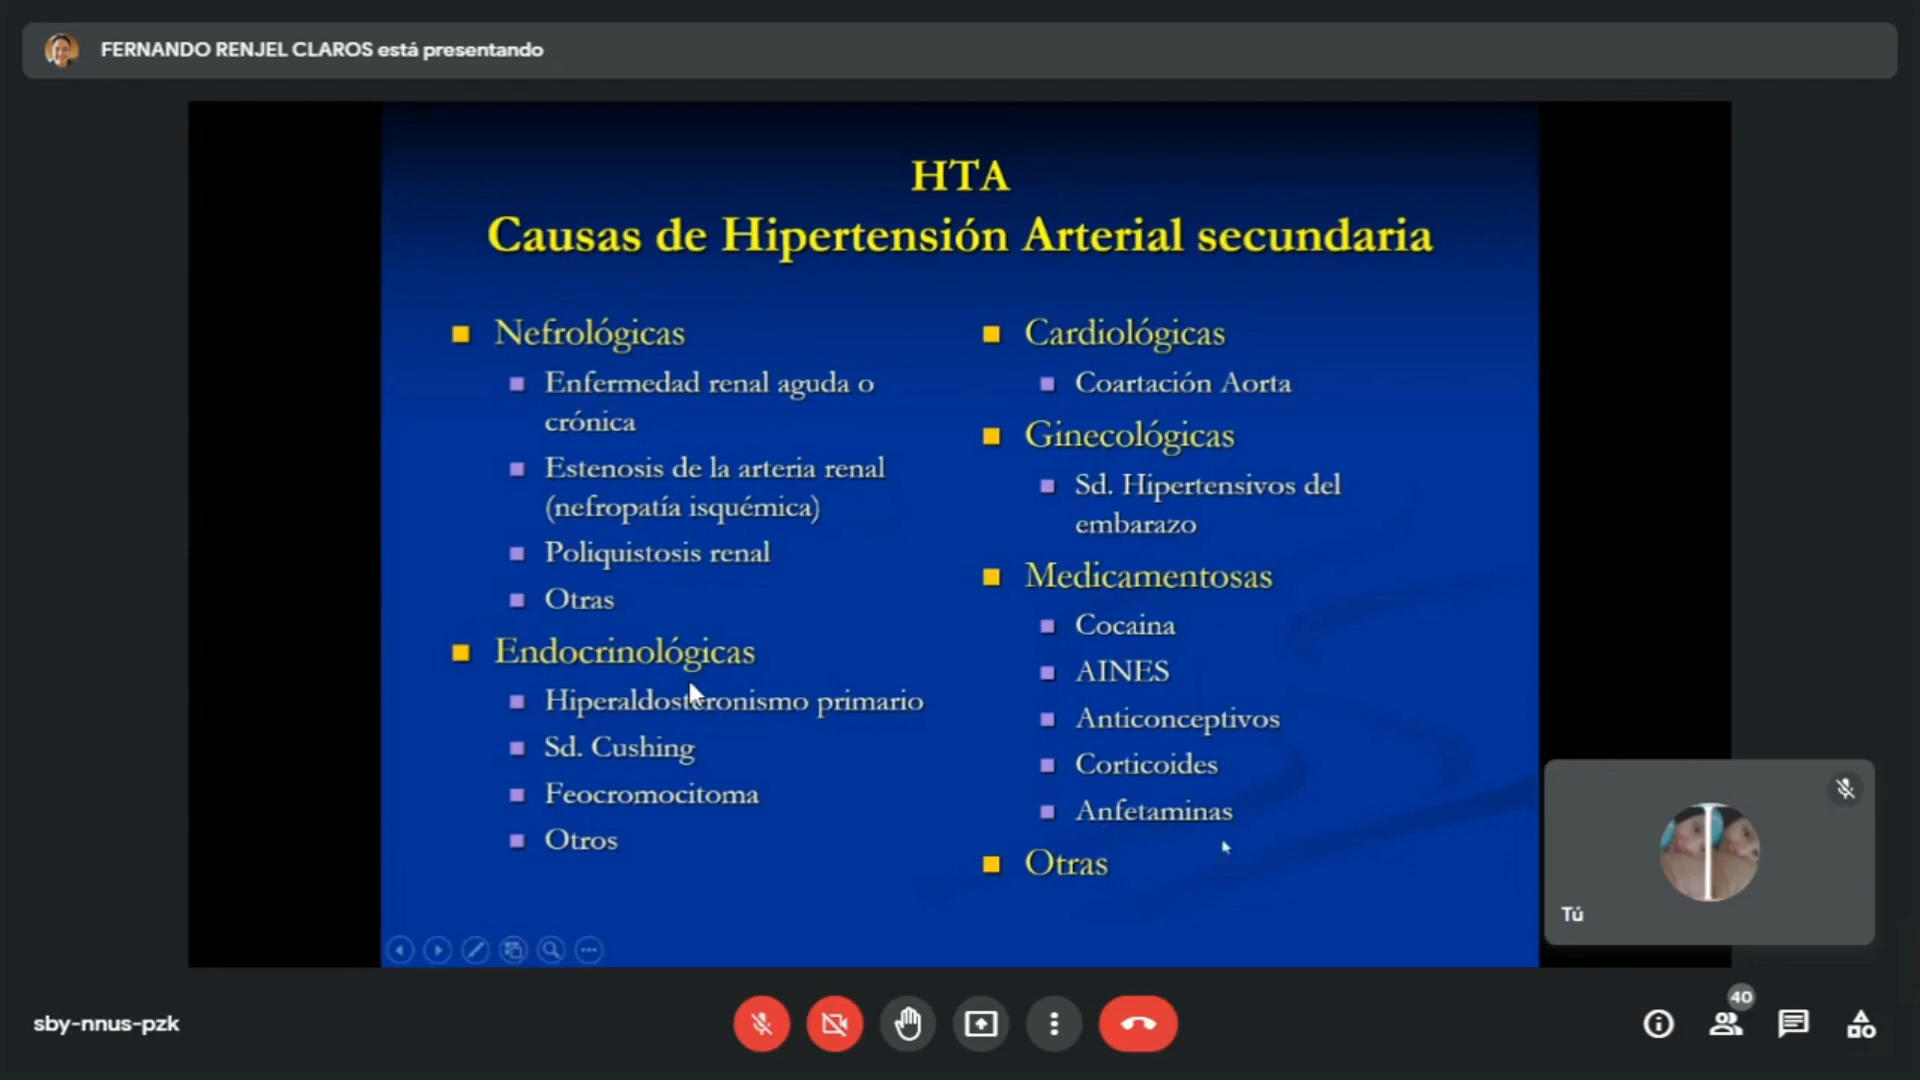 FERNANDO RENJEL CLAROS está presentando
HTA
Causas de Hipertensión Arterial secundaria
Nefrológicas
Enfermedad renal aguda o
crónica
Estenosis de la arteria renal
(nefropatía isquémica)
Poliquistosis renal
Otras
Endocrinológicas
Hiperaldosteronismo primario
Sd. Cushing
Feocromocitoma
Otros
Cardiológicas
Coartación Aorta
Ginecológicas
Sd. Hipertensivos del
embarazo
Medicamentosas
Cocaina
AINES
Anticonceptivos
Corticoides
Anfetaminas
Otras
Tú
sby-nnus-pzk
40